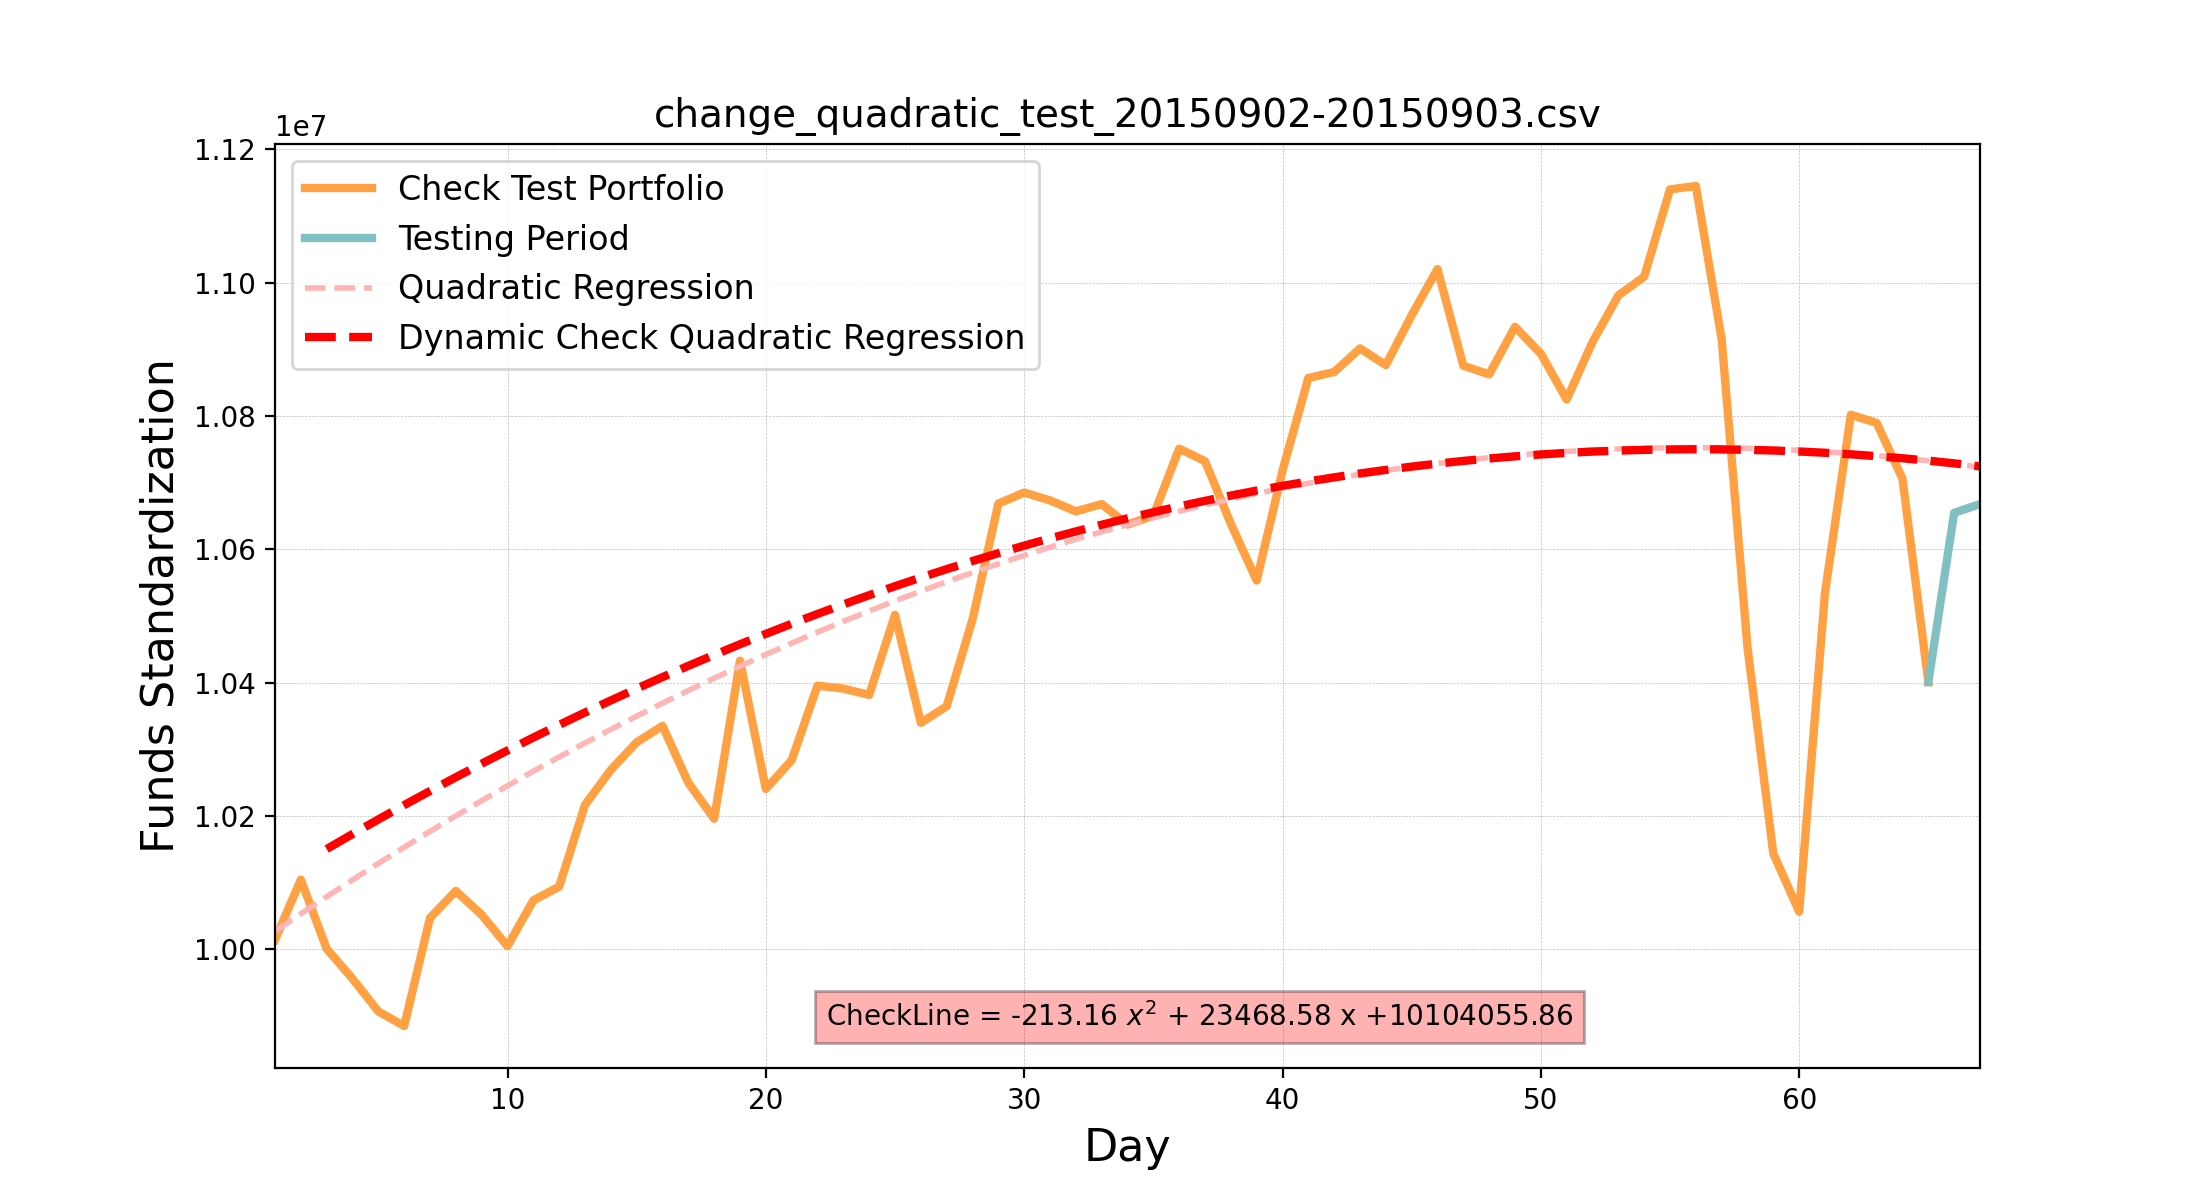 change_quadratic_test_20150902-20150903.csv
1e7
1.12
1.10
1.08
1.06
1.04
1.02
1.00
Funds Standardization
Check Test Portfolio
Testing Period
Quadratic Regression
Dynamic Check Quadratic Regression
CheckLine = -213.16 x² + 23468.58 x +10104055.86
10 20 30 40 50 60
Day